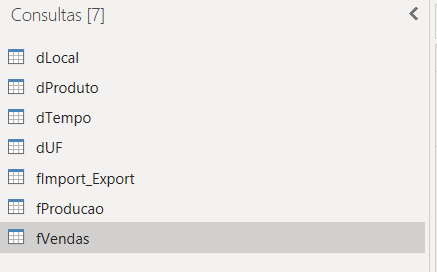 Consultas [7]
dLocal
dProduto
dTempo
dUF
fImport_Export
fProducao
fVendas